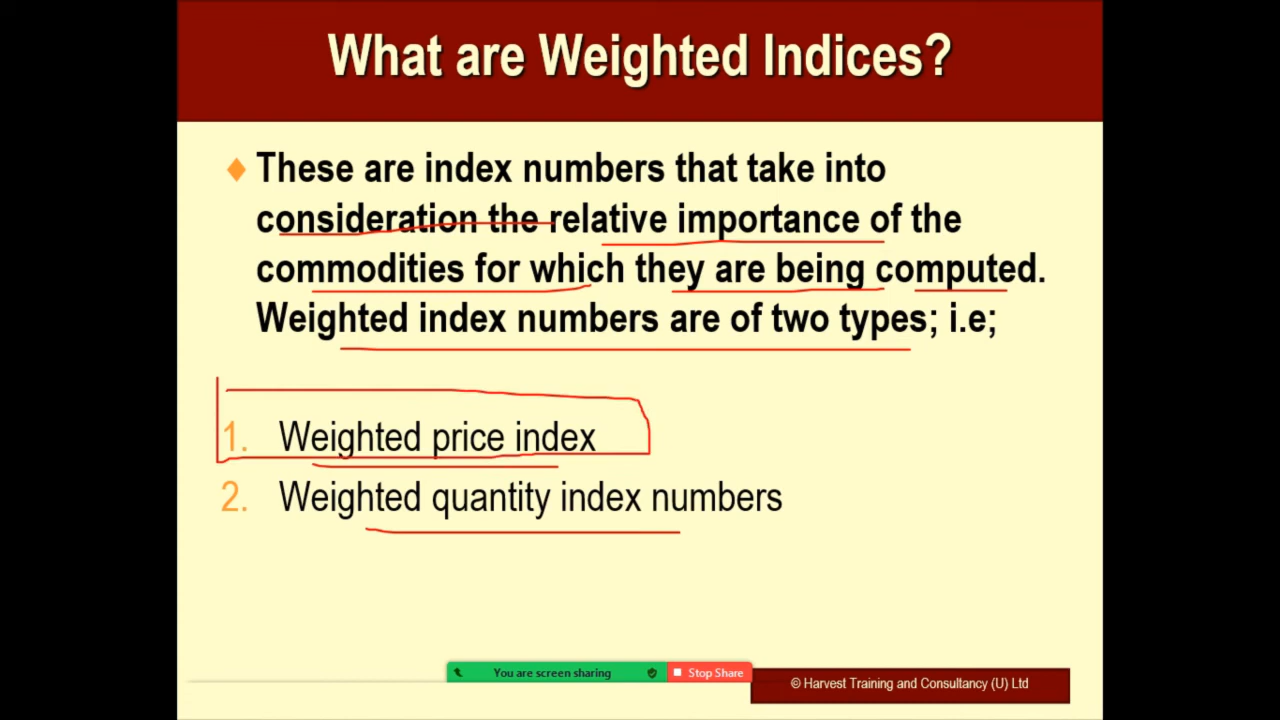 What are Weighted Indices?
These are index numbers that take into
consideration the relative importance of the
commodities for which they are being computed.
Weighted index numbers are of two types; i.e;
1. Weighted price index
2. Weighted quantity index numbers
You are screen sharing Stop Share
© Harvest Training and Consultancy (U) Ltd